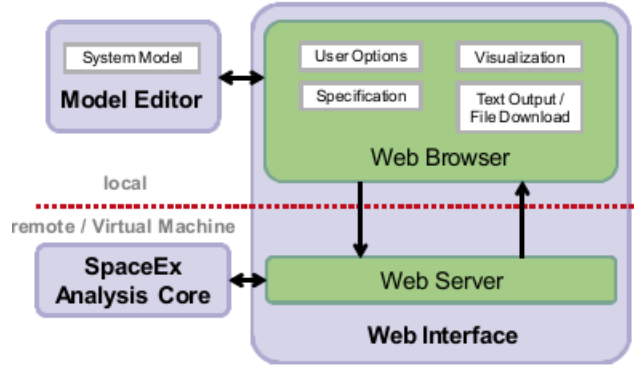 System Model
Model Editor
User Options
Visualization
Specification
Text Output /
File Download
Web Browser
local
remote / Virtual Machine
SpaceEx
Analysis Core
Web Server
Web Interface